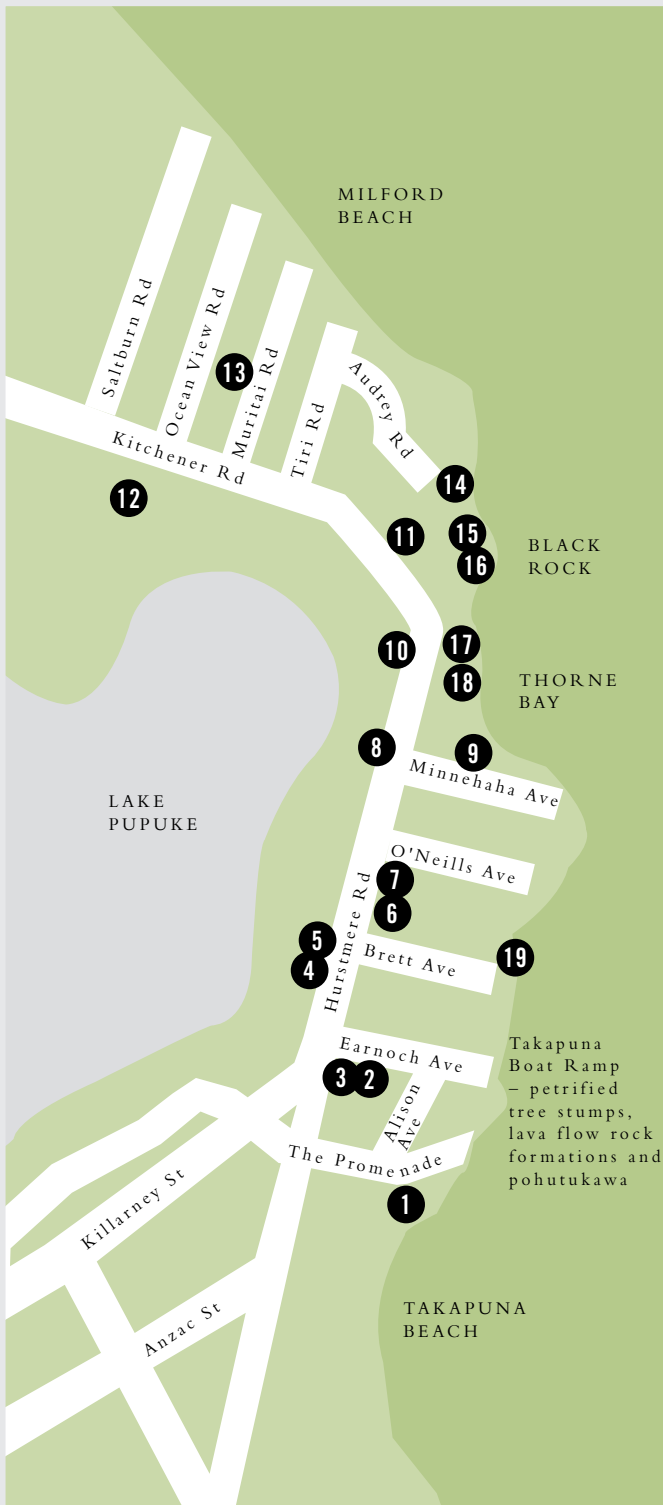 MILFORD
BEACH
Saltburn Rd
Ocean View Rd
13
Muritai Rd
Tiri Rd
Audrey Rd
Kitchener Rd
12
14
11
15
16
BLACK
ROCK
10
17
18
THORNE
BAY
8
9
Minnehaha Ave
LAKE
PUPUKE
O'Neills Ave
7
6
Hurstmere Rd
5
4
Brett Ave
19
Earnoch Ave
3
2
Alison
Ave
Takapuna
Boat Ramp
– petrified
tree stumps,
lava flow rock
formations and
pohutukawa
The Promenade
1
Killarney St
Anzac St
TAKAPUNA
BEACH